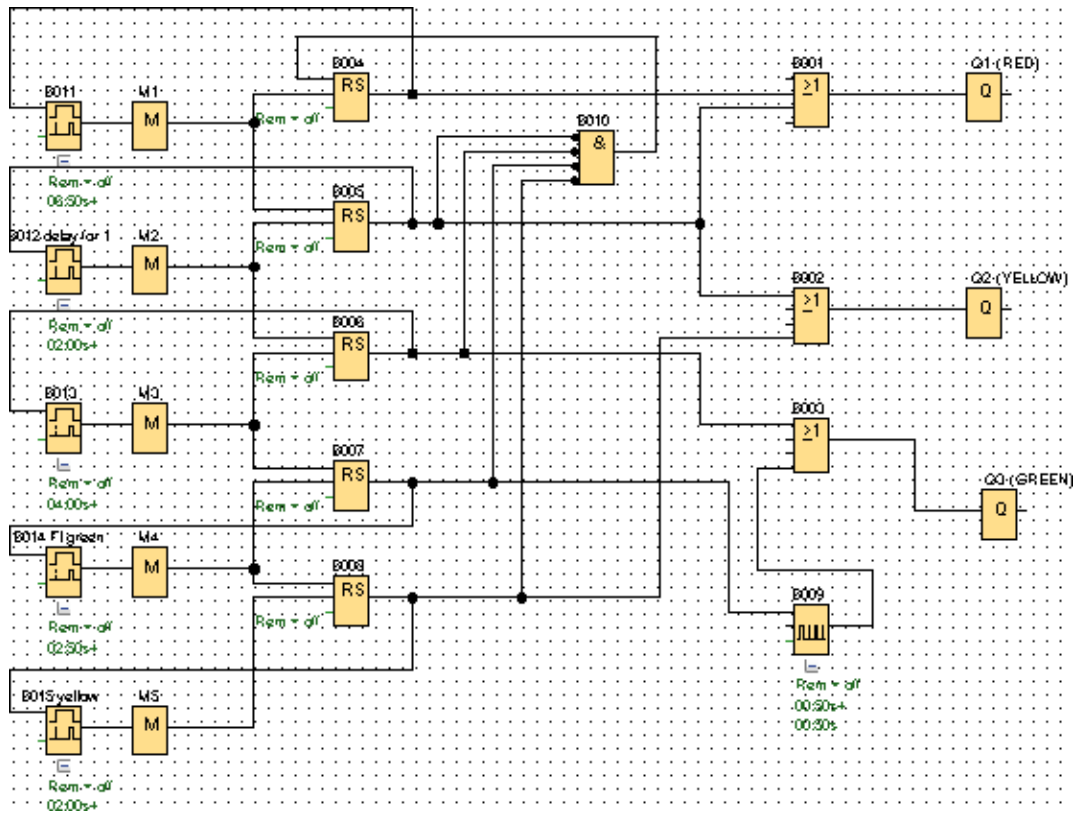 B004
B001
Q1 (RED)
B011
M1
RS
≥1
Q
M
Rem = off
B010
&
Rem = off
06:50s+
B005
RS
B012 delay for 1
M2
M
Rem = off
B002
Q2 (YELLOW)
≥1
Q
Rem = off
02:00s+
B006
RS
Rem = off
B013
M3
M
B003
≥1
B007
RS
Rem = off
04:00s+
Rem = off
Q3 (GREEN)
Q
B014 Fl green
M4
M
B008
RS
B009
Rem = off
Rem = off
02:50s+
Rem = off
00:50s+
00:50s
B015 yellow
M5
M
Rem = off
02:00s+